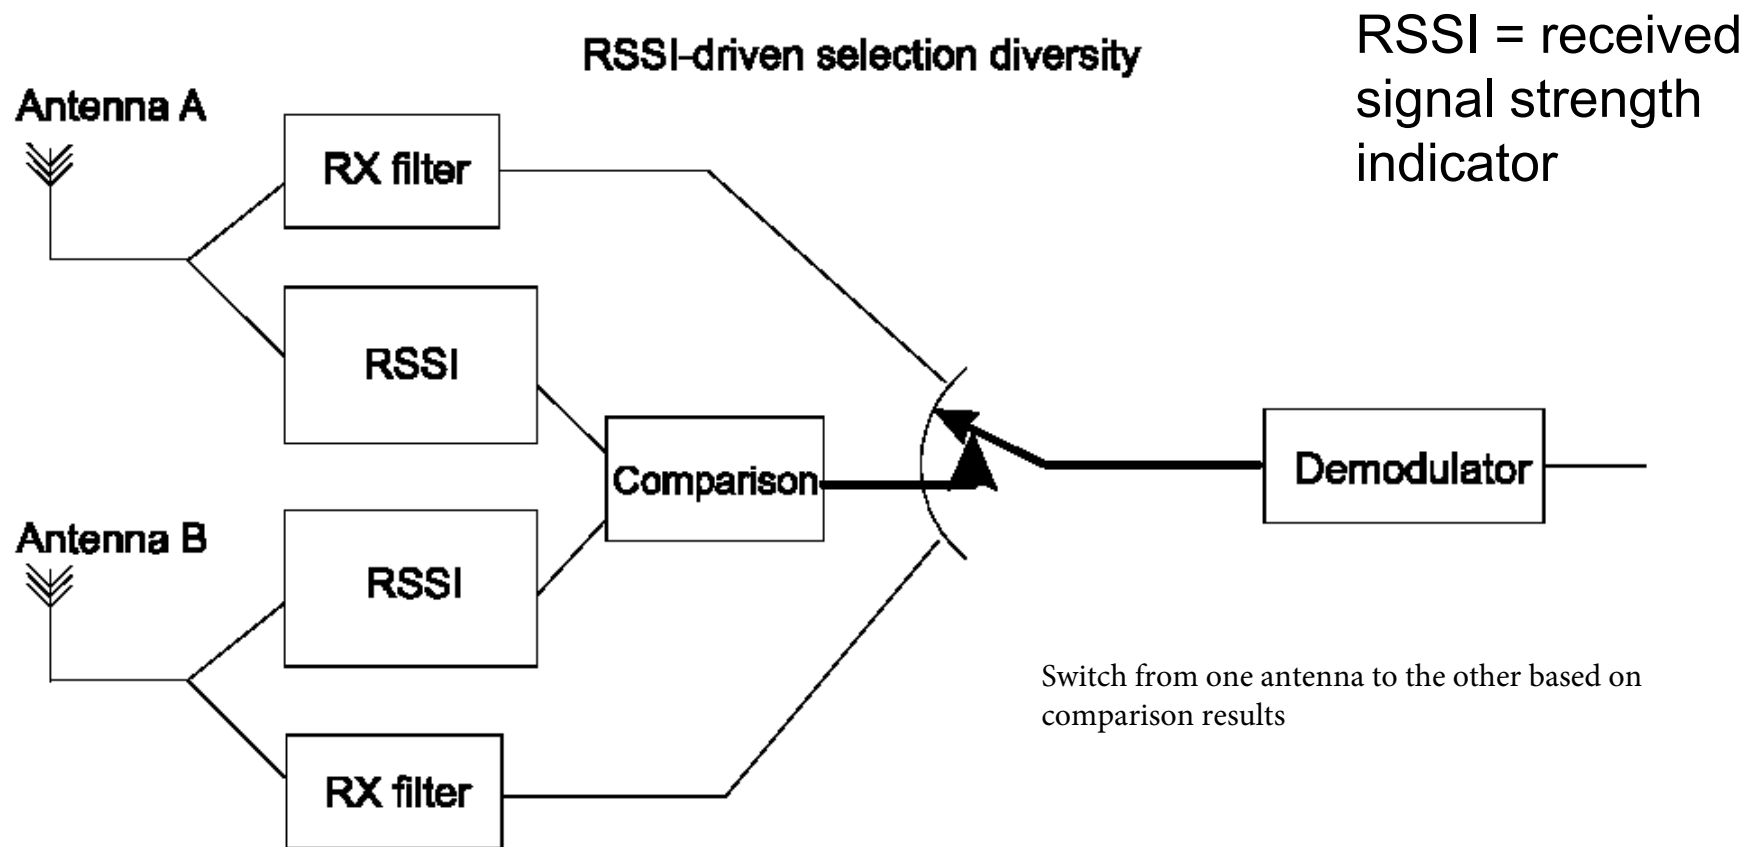 RSSI-driven selection diversity
RSSI = received
signal strength
indicator
Antenna A
RX filter
RSSI
Comparison
Demodulator
Antenna B
RSSI
RX filter
Switch from one antenna to the other based on
comparison results